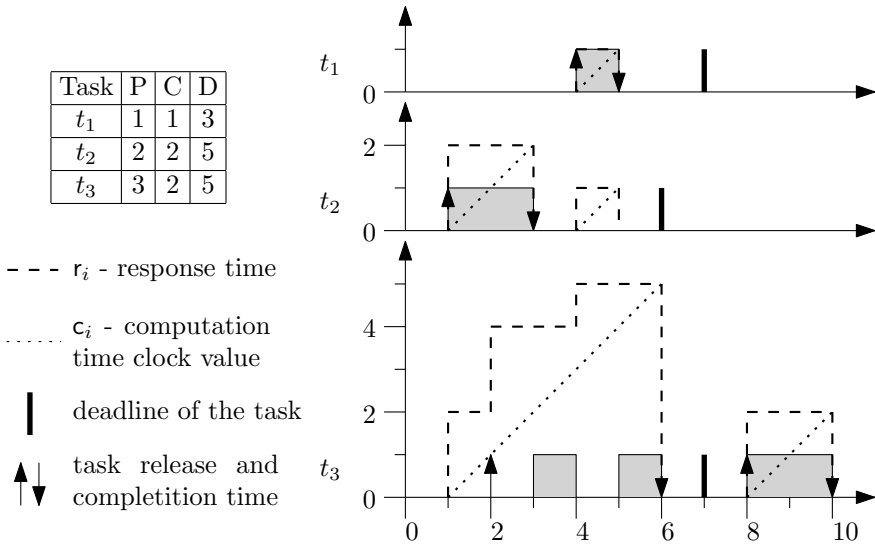 Task P C D
t1 1 1 3
t2 2 2 5
t3 3 2 5
ri - response time
ci - computation
time clock value
deadline of the task
task release and
completition time
t1
0
2
t2
0
4
2
t3
0
0 2 4 6 8 10